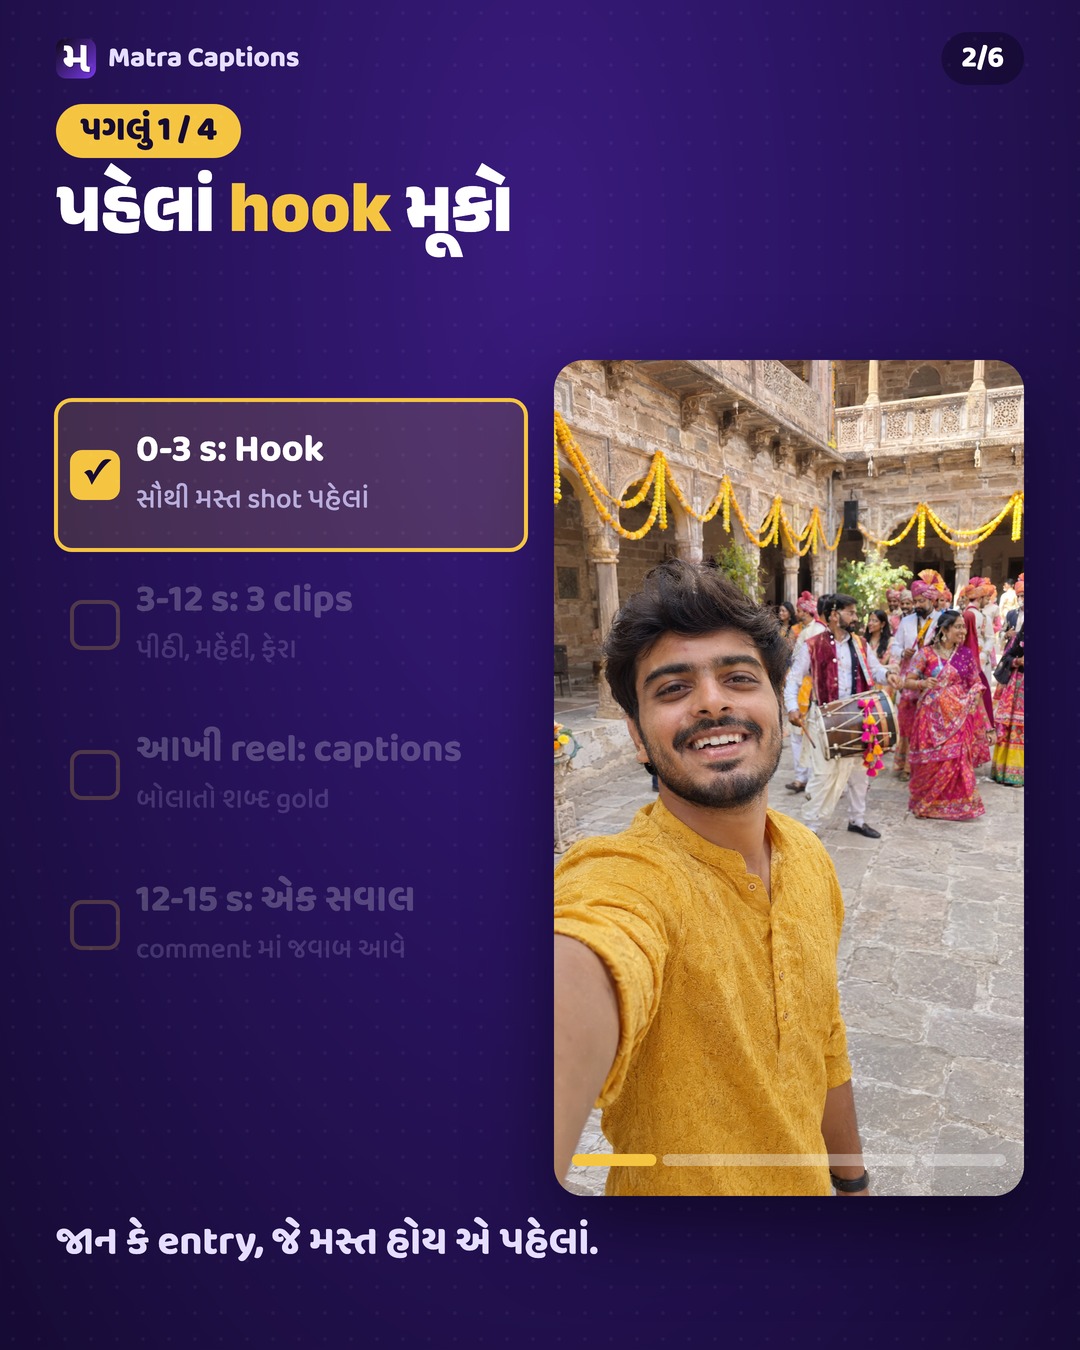 મ Matra Captions
2/6
પગલું 1 / 4
પહેલાં hook મૂકો
0-3 s: Hook
સૌથી મસ્ત shot પહેલાં
3-12 s: 3 clips
પીઠી, મહેંદી, ફેરા
આખી reel: captions
બોલાતો શબ્દ gold
12-15 s: એક સવાલ
comment માં જવાબ આવે
જાન કે entry, જે મસ્ત હોય એ પહેલાં.